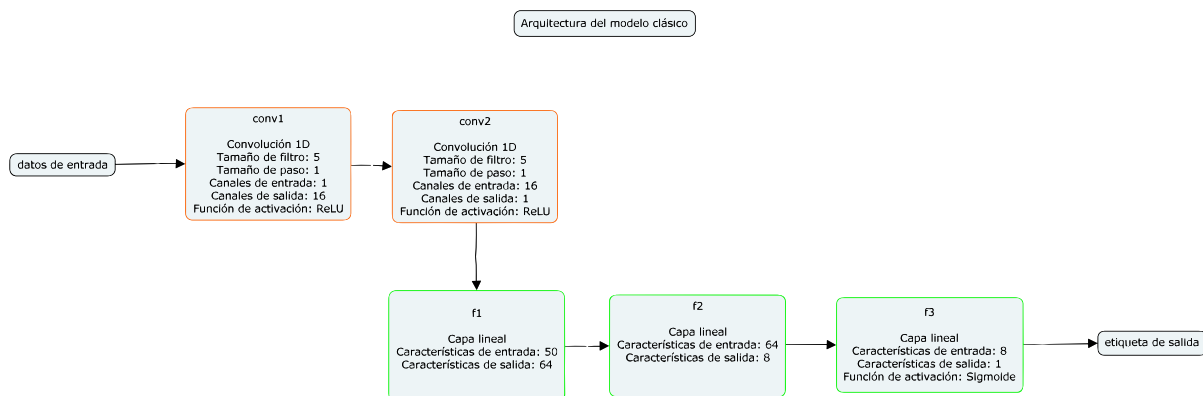 Arquitectura del modelo clásico
datos de entrada
conv1
Convolución 1D
Tamaño de filtro: 5
Tamaño de paso: 1
Canales de entrada: 1
Canales de salida: 16
Función de activación: ReLU
conv2
Convolución 1D
Tamaño de filtro: 5
Tamaño de paso: 1
Canales de entrada: 16
Canales de salida: 1
Función de activación: ReLU
f1
Capa lineal
Características de entrada: 50
Características de salida: 64
f2
Capa lineal
Características de entrada: 64
Características de salida: 8
f3
Capa lineal
Características de entrada: 8
Características de salida: 1
Función de activación: Sigmoide
etiqueta de salida